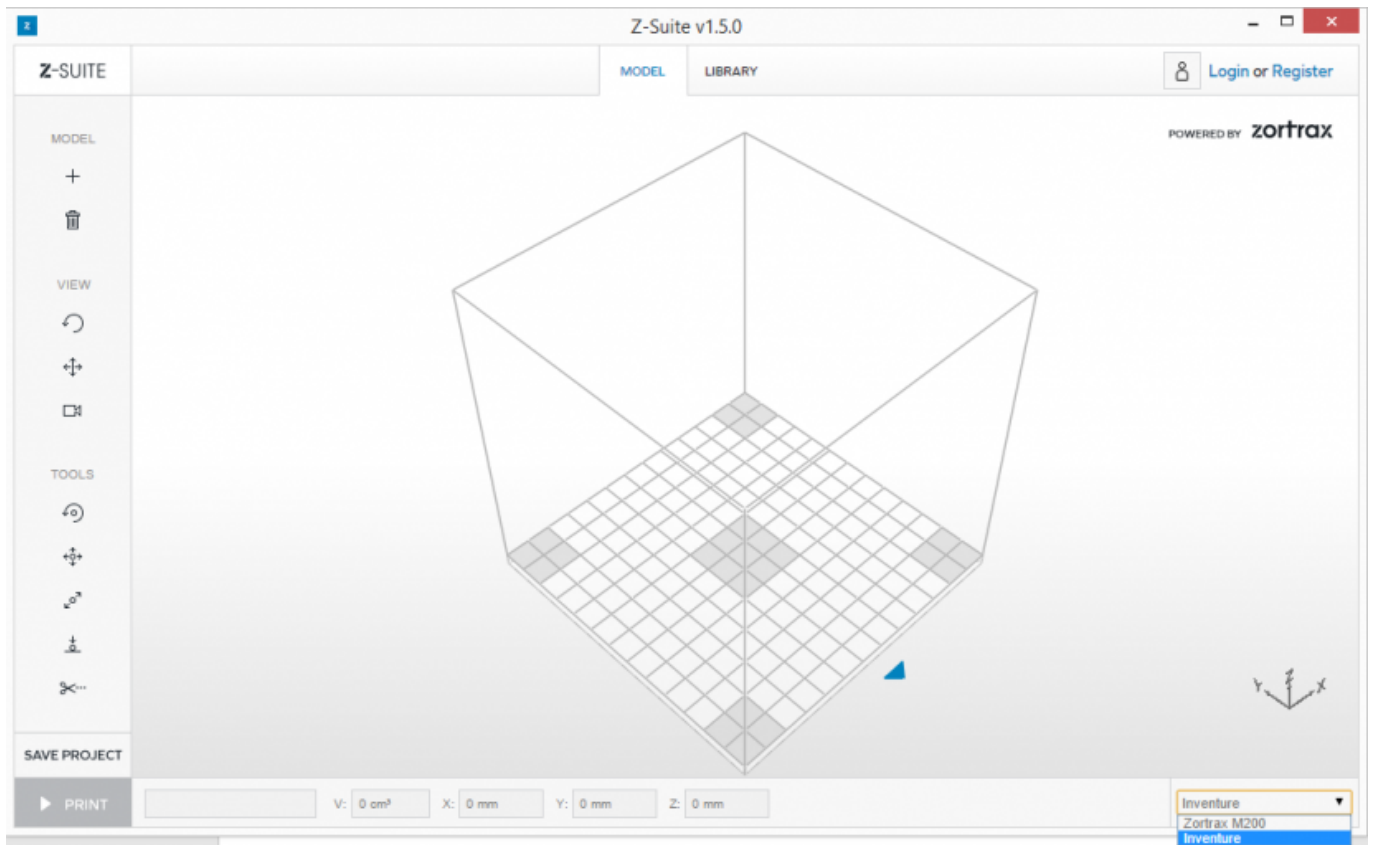 Z-Suite v1.5.0
Z-SUITE
MODEL
LIBRARY
Login or Register
POWERED BY zortrax
MODEL
VIEW
TOOLS
SAVE PROJECT
PRINT
V: 0 cm³ X: 0 mm Y: 0 mm Z: 0 mm
Inventure
Zortrax M200
Inventure
Y Z X